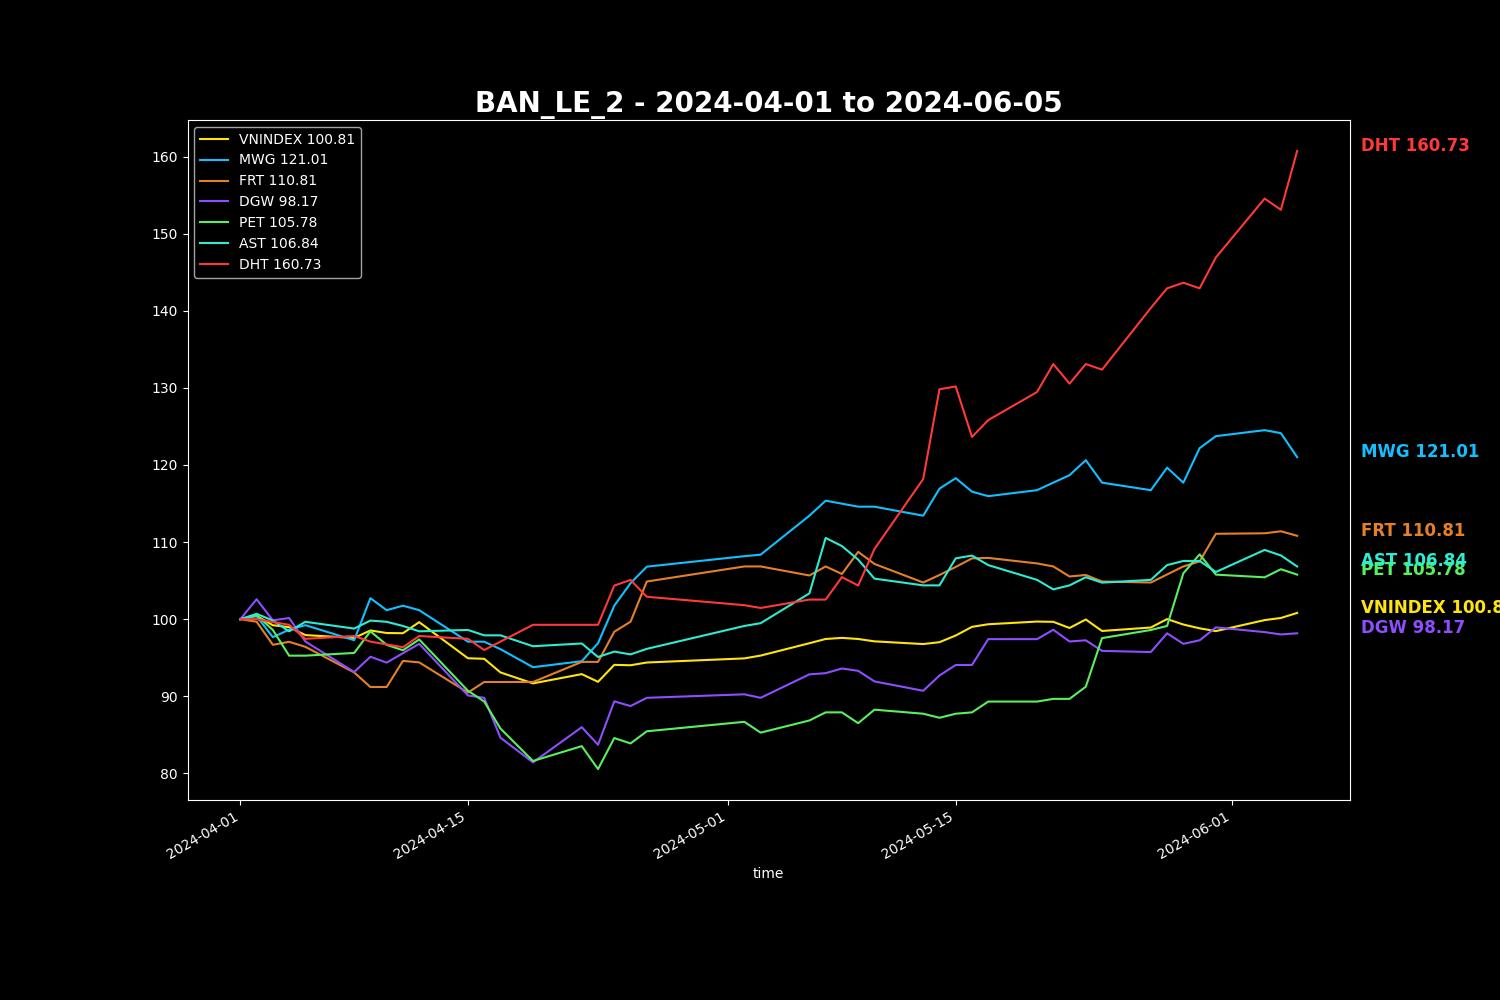 BAN_LE_2 - 2024-04-01 to 2024-06-05
VNINDEX 100.81
MWG 121.01
FRT 110.81
DGW 98.17
PET 105.78
AST 106.84
DHT 160.73
160
150
140
130
120
110
100
90
80
DHT 160.73
MWG 121.01
FRT 110.81
AST 106.84
PET 105.78
VNINDEX 100.8
DGW 98.17
2024-04-01
2024-04-15
2024-05-01
2024-05-15
2024-06-01
time